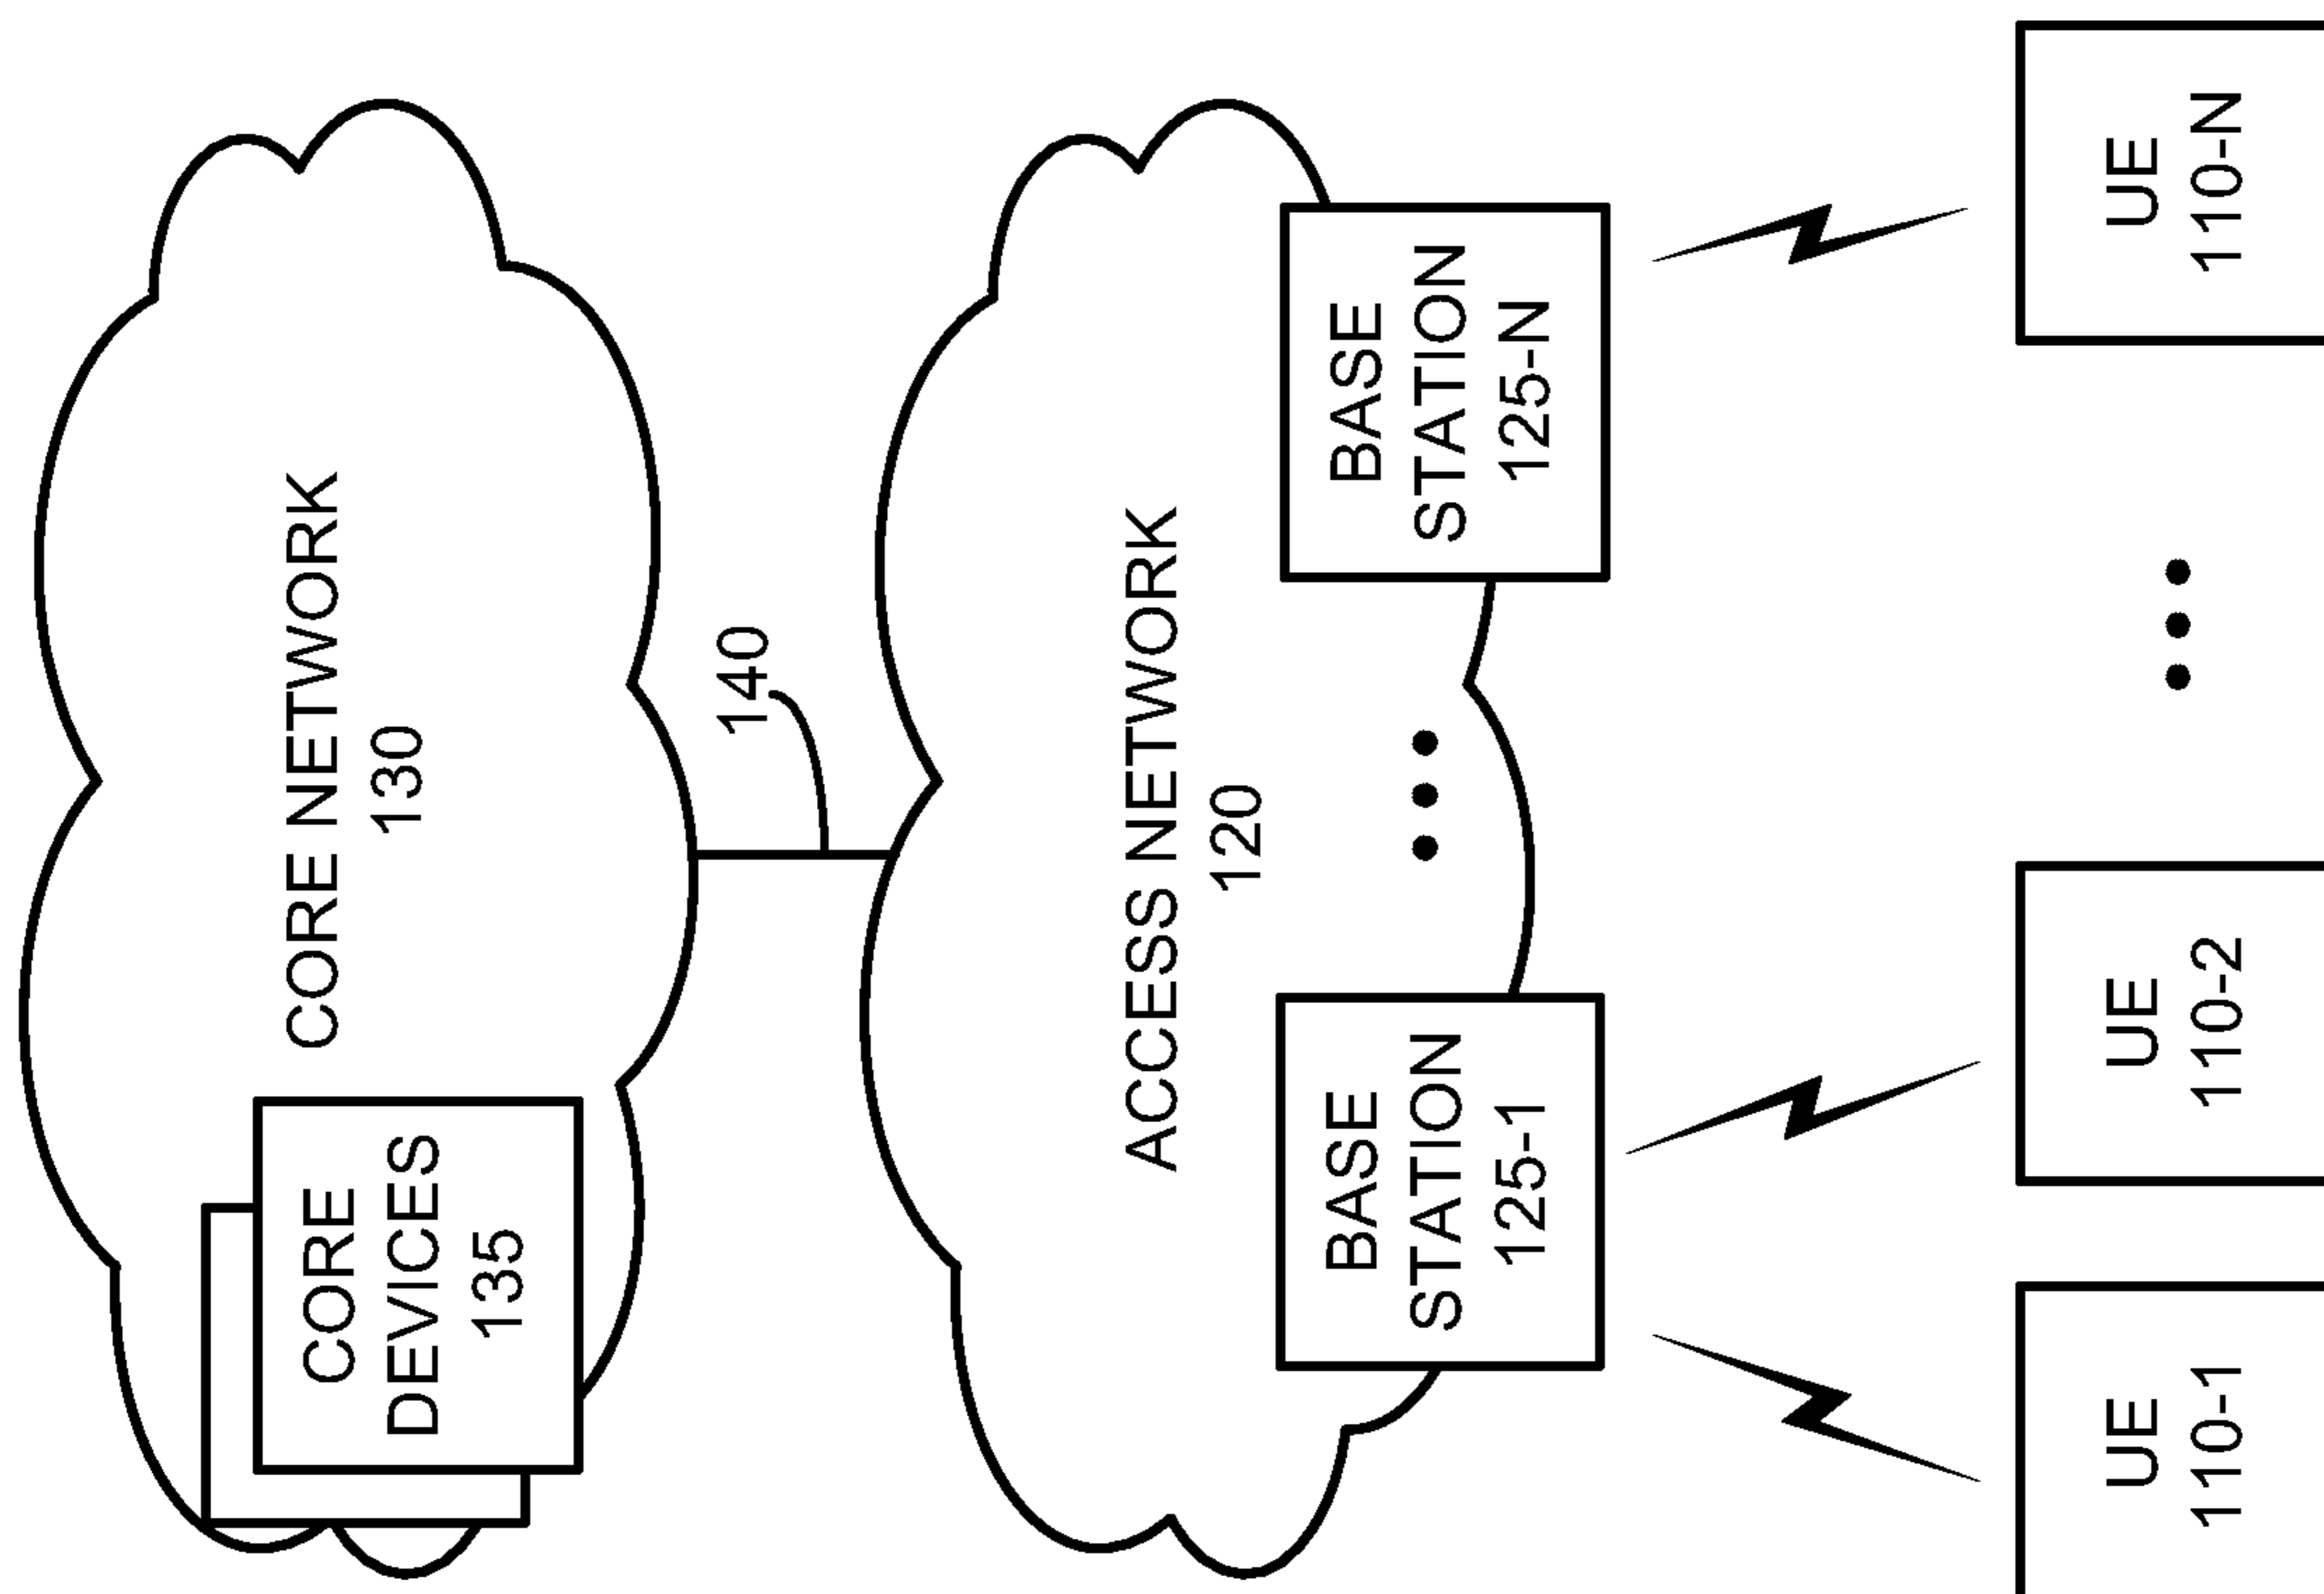 CORE NETWORK
130
CORE
DEVICES
135
140
ACCESS NETWORK
120
BASE
STATION
125-1
BASE
STATION
125-N
UE
110-1
UE
110-2
UE
110-N